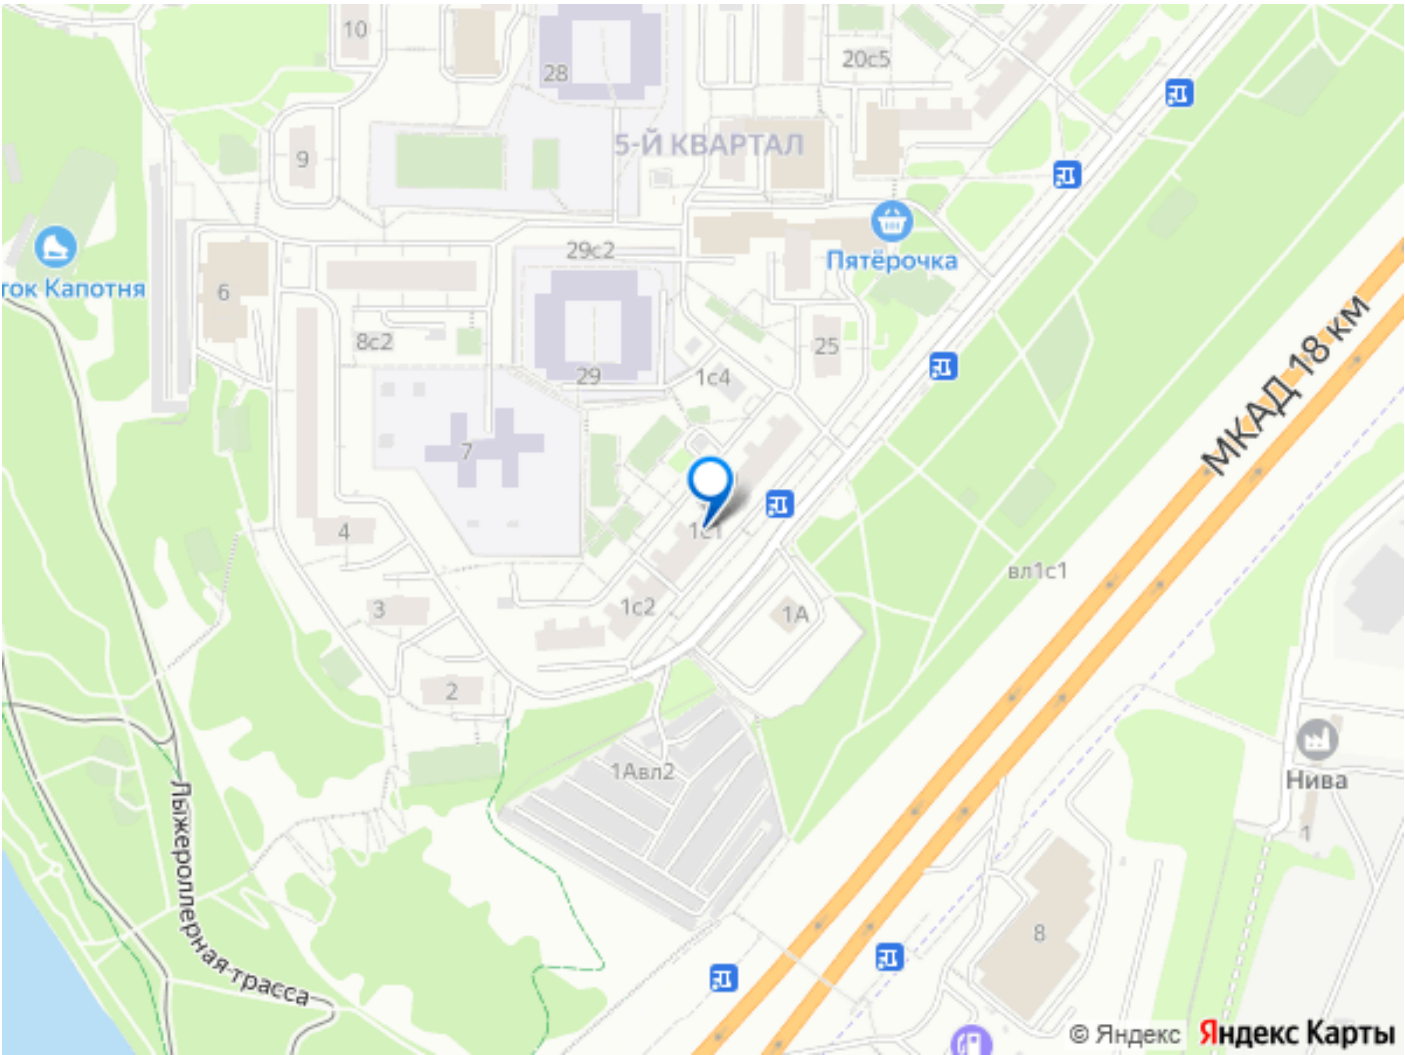 10
20с5
28
5-Й КВАРТАЛ
9
Пятёрочка
29с2
ток Капотня
6
МКАД 18 км
8с2
25
29
1с4
7
4
1с1
вл1с1
3
1с2
1А
2
Нива
1Авл2
1
Лыжероллерная трасса
8
© Яндекс Яндекс Карты